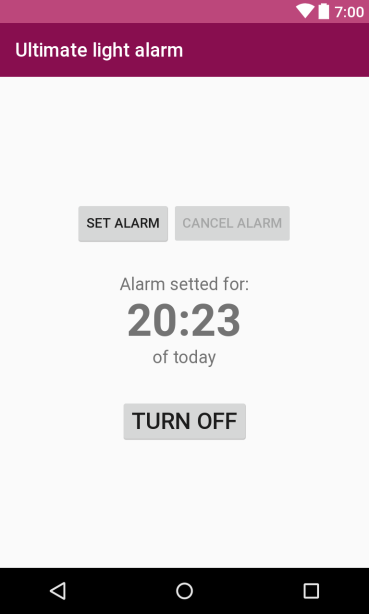 7:00
Ultimate light alarm
SET ALARM CANCEL ALARM
Alarm setted for:
20:23
of today
TURN OFF